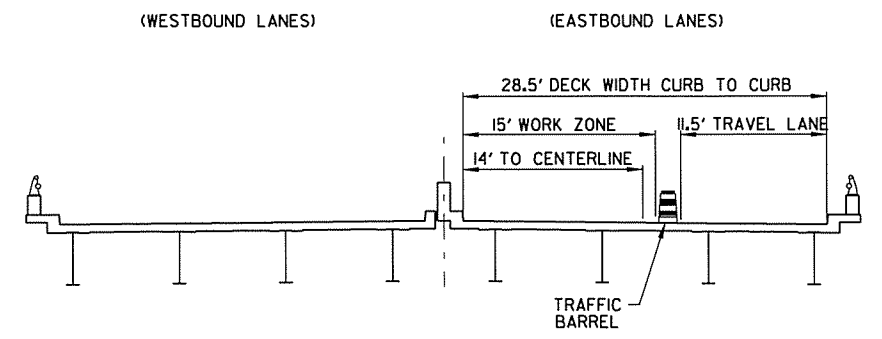 (WESTBOUND LANES)
(EASTBOUND LANES)
28.5' DECK WIDTH CURB TO CURB
15' WORK ZONE
11.5' TRAVEL LANE
14' TO CENTERLINE
TRAFFIC
BARREL